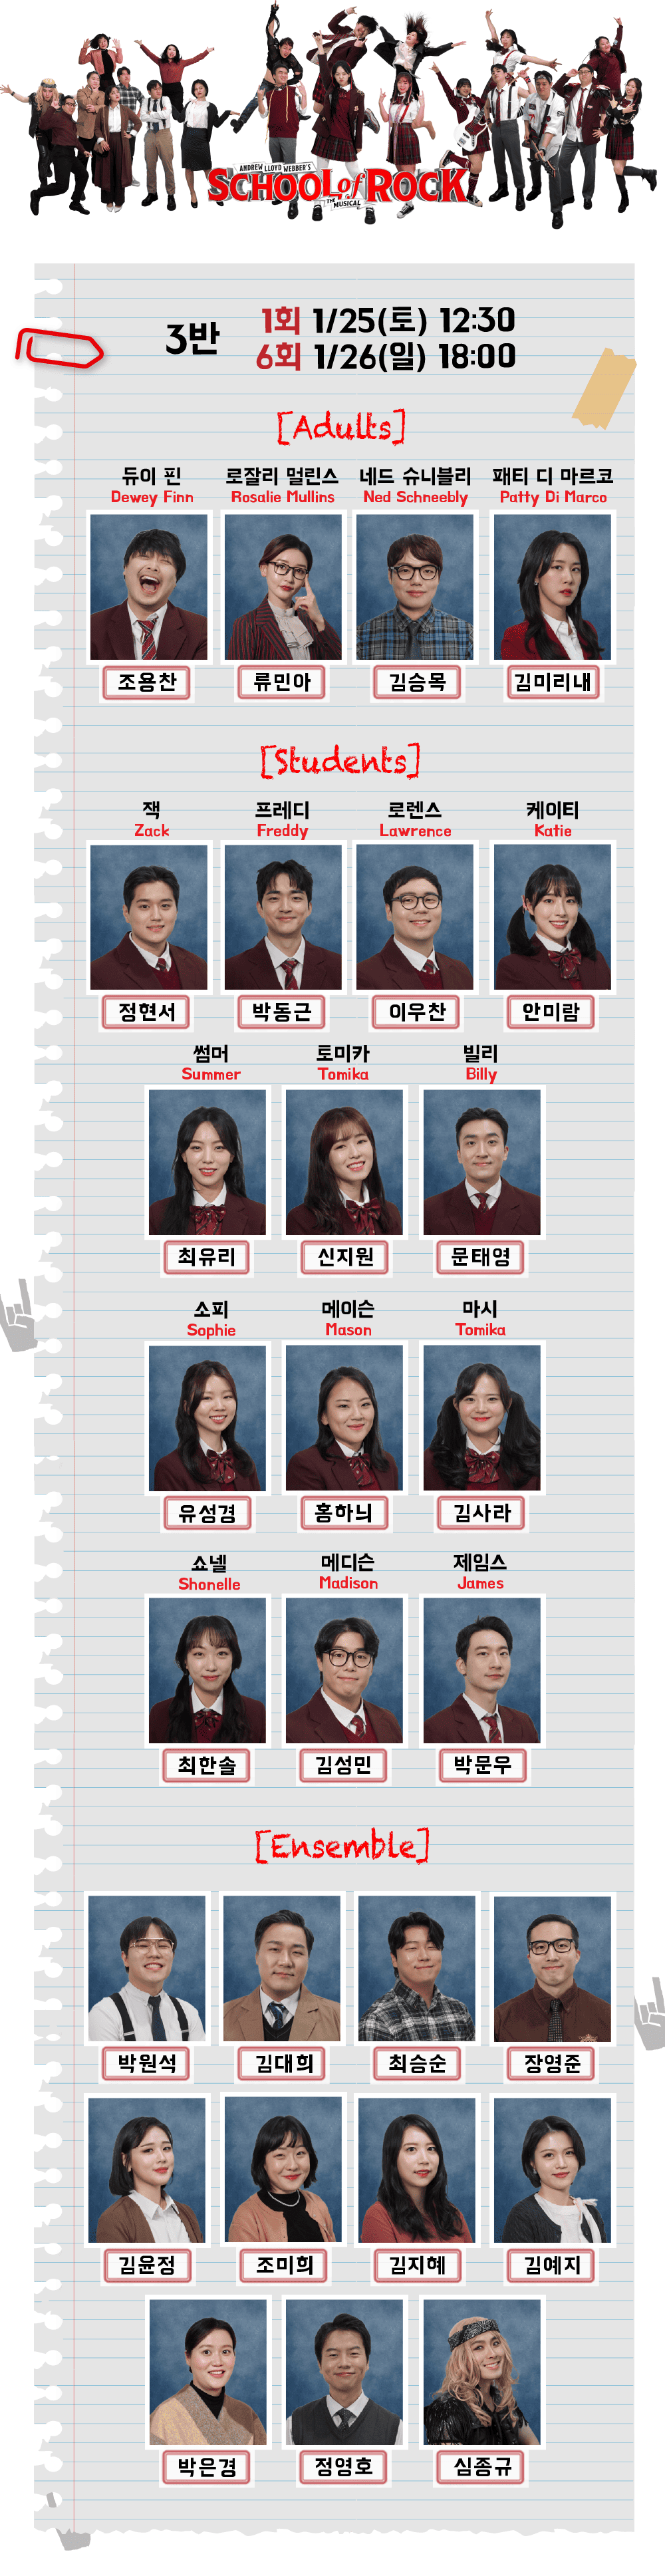 ANDREW LLOYD WEBBER'S
SCHOOL of ROCK
THE MUSICAL
3반
1회 1/25(토) 12:30
6회 1/26(일) 18:00
[Adults]
듀이 핀 로잘리 멀린스 네드 슈니블리 패티 디 마르코
Dewey Finn Rosalie Mullins Ned Schneebly Patty Di Marco
조용찬 류민아 김승목 김미리내
[Students]
잭 프레디 로렌스 케이티
Zack Freddy Lawrence Katie
정현서 박동근 이우찬 안미람
썸머 토미카 빌리
Summer Tomika Billy
최유리 신지원 문태영
소피 메이슨 마시
Sophie Mason Tomika
유성경 홍하늬 김사라
쇼넬 메디슨 제임스
Shonelle Madison James
최한솔 김성민 박문우
[Ensemble]
박원석 김대희 최승순 장영준
김윤정 조미희 김지혜 김예지
박은경 정영호 심종규